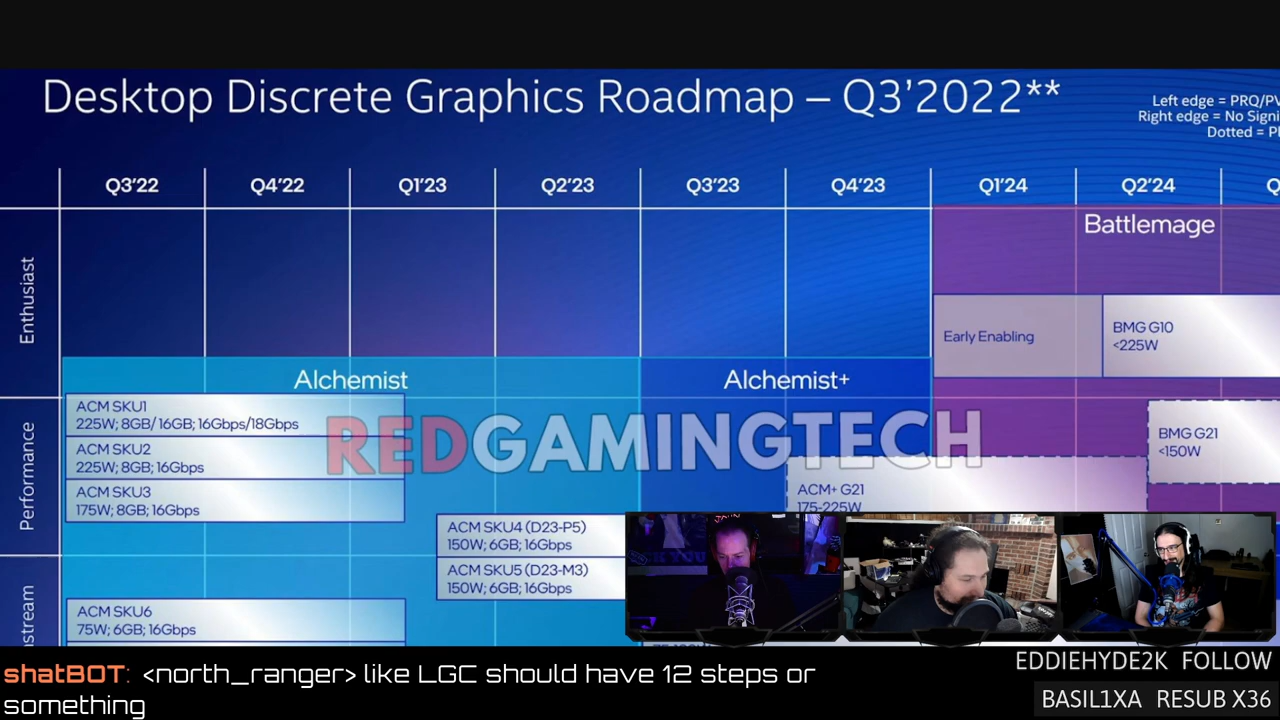 Desktop Discrete Graphics Roadmap – Q3'2022**
Left edge = PRQ/PV
Right edge = No Signi
Dotted = Pl
Q3'22
Q4'22
Q1'23
Q2'23
Q3'23
Q4'23
Q1'24
Q2'24
Q
Enthusiast
Battlemage
Early Enabling
BMG G10
<225W
Alchemist
Alchemist+
Performance
ACM SKU1
225W; 8GB/ 16GB; 16Gbps/18Gbps
ACM SKU2
225W; 8GB; 16Gbps
ACM SKU3
175W; 8GB; 16Gbps
REDGAMINGTECH
BMG G21
<150W
ACM+ G21
175-225W
ACM SKU4 (D23-P5)
150W; 6GB; 16Gbps
ACM SKU5 (D23-M3)
150W; 6GB; 16Gbps
stream
ACM SKU6
75W; 6GB; 16Gbps
shatBOT: <north_ranger> like LGC should have 12 steps or
something
EDDIEHYDE2K FOLLOW
BASIL1XA RESUB X36